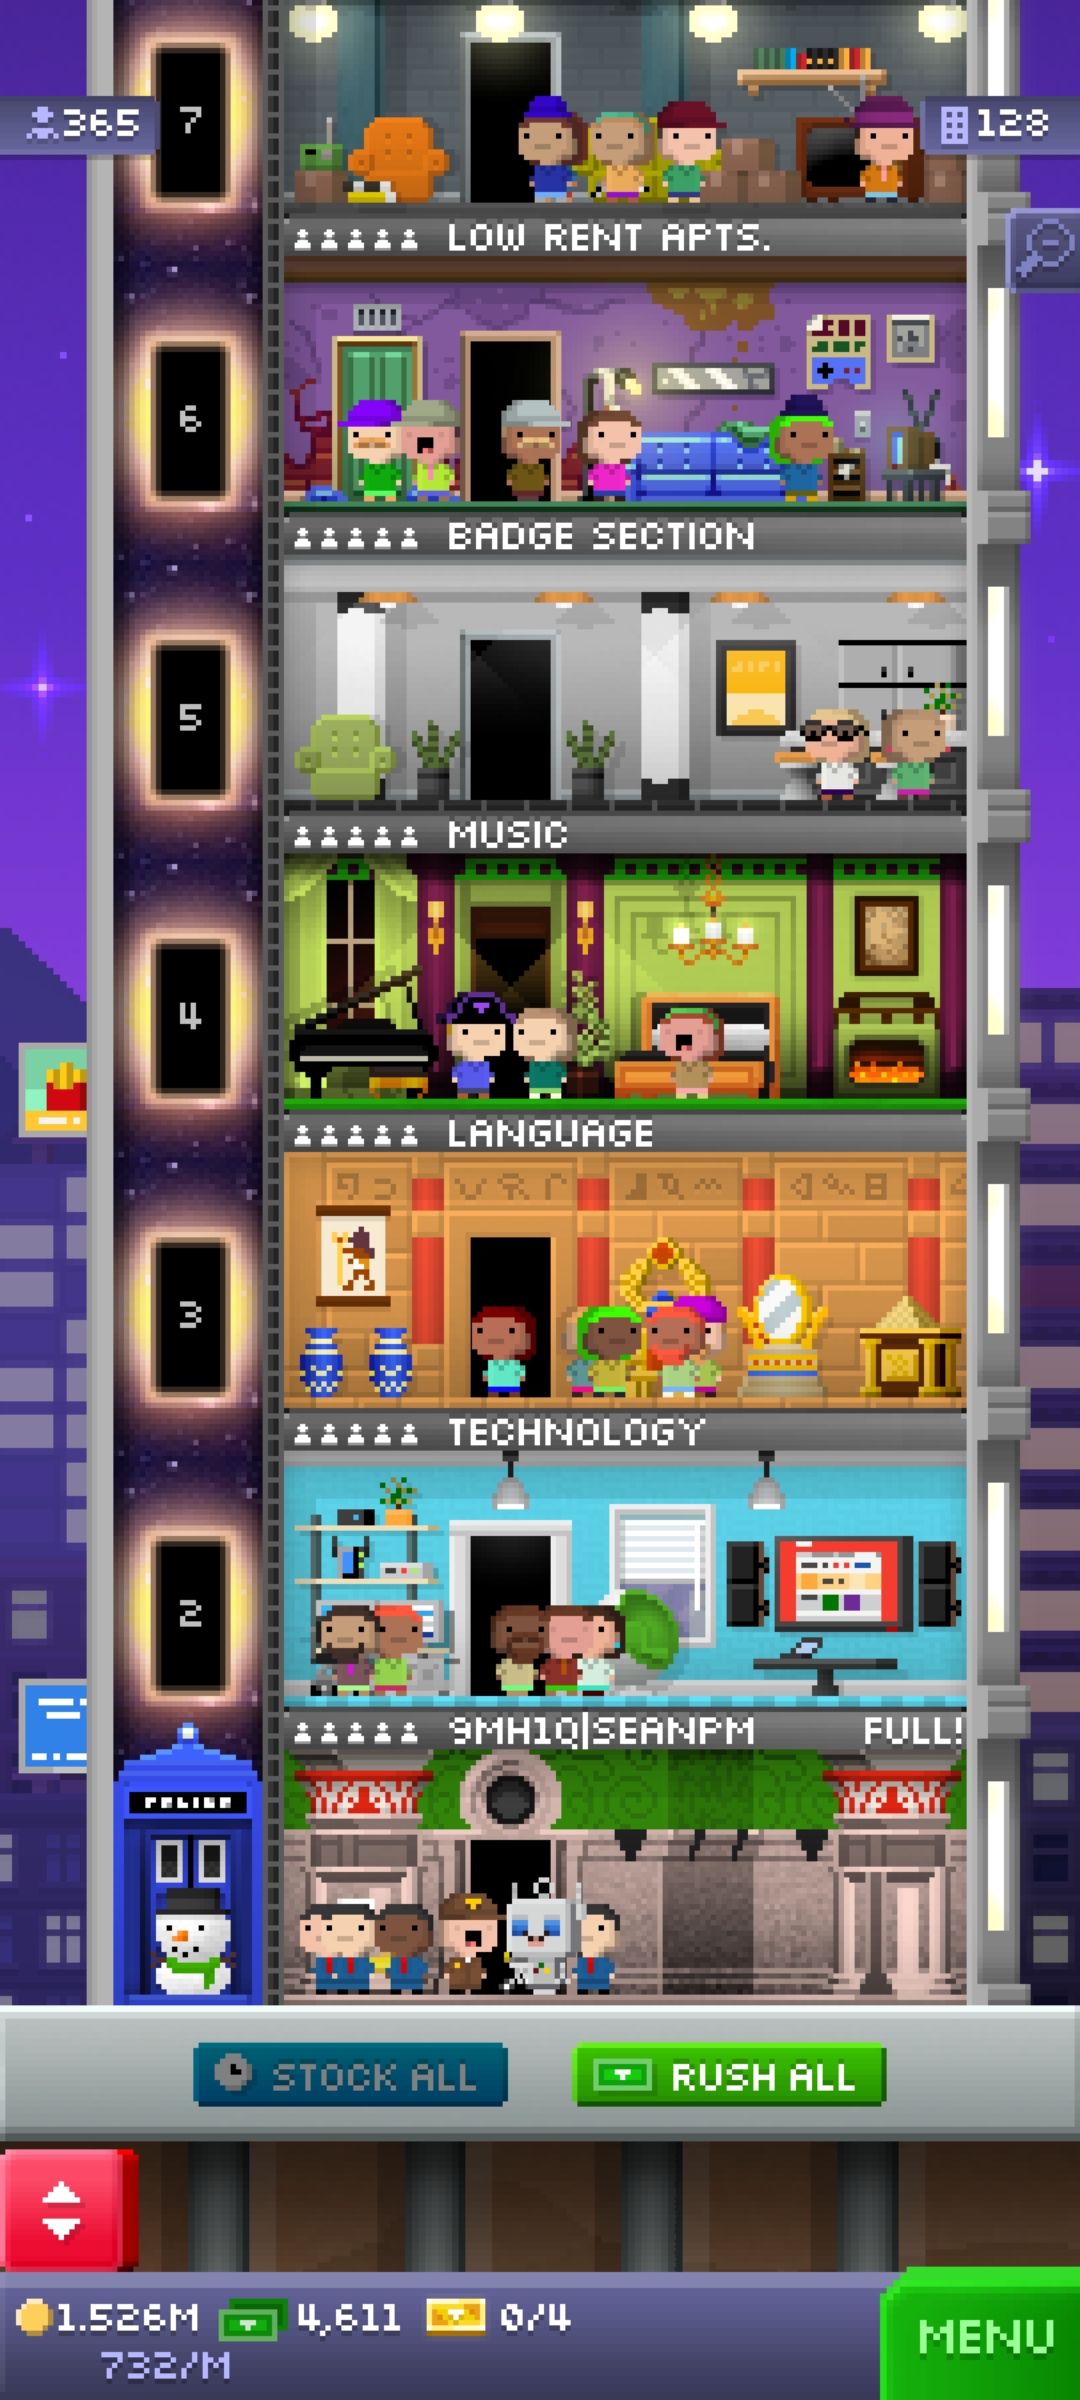 7
365
128
LOW RENT APTS.
6
BADGE SECTION
5
MUSIC
4
LANGUAGE
3
TECHNOLOGY
2
9MH1Q|SEANPM FULL!
POLICE
STOCK ALL
RUSH ALL
1.526M 4,611 0/4
732/M
MENU